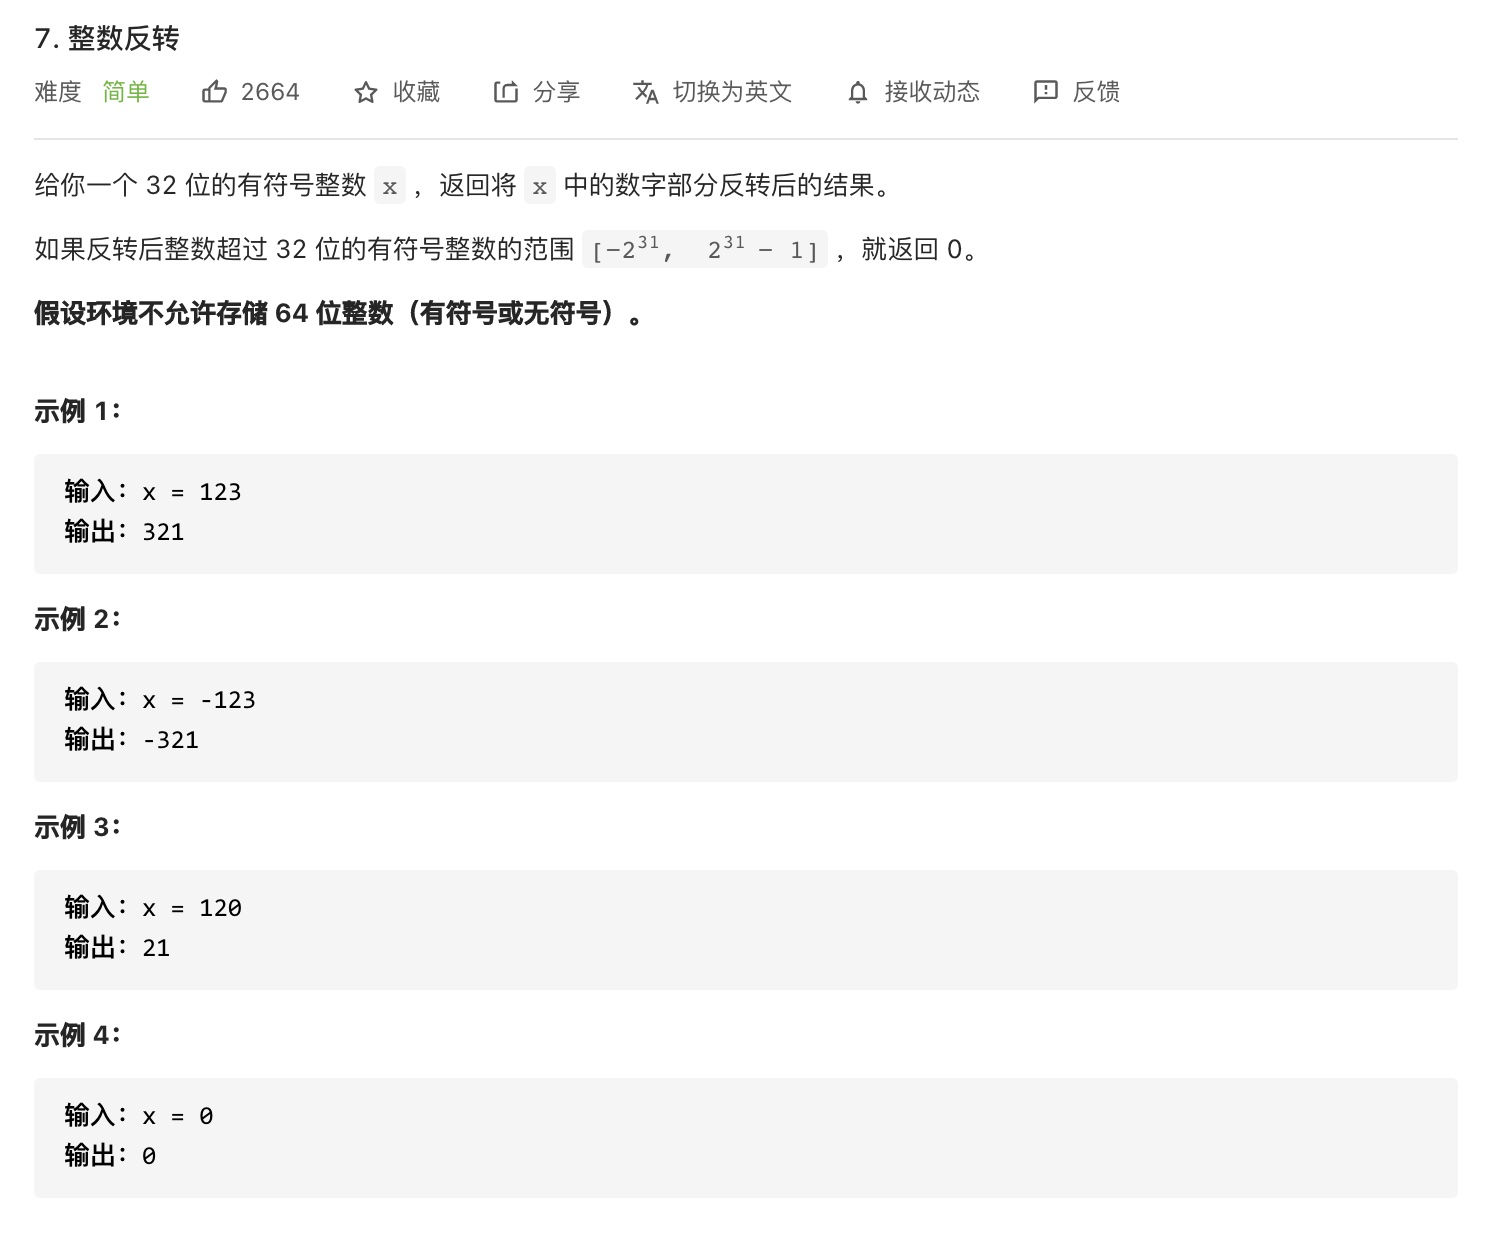 7. 整数反转
难度 简单 2664 收藏 分享 切换为英文 接收动态 反馈
给你一个 32 位的有符号整数 x ，返回将 x 中的数字部分反转后的结果。
如果反转后整数超过 32 位的有符号整数的范围 [−2³¹, 2³¹ − 1] ，就返回 0。
假设环境不允许存储 64 位整数（有符号或无符号）。
示例 1：
输入：x = 123
输出：321
示例 2：
输入：x = -123
输出：-321
示例 3：
输入：x = 120
输出：21
示例 4：
输入：x = 0
输出：0